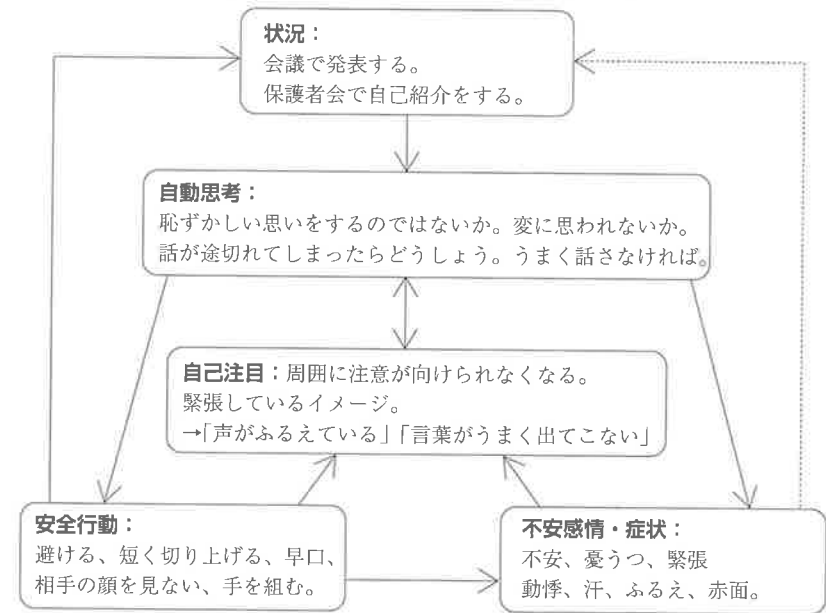 状況：
会議で発表する。
保護者会で自己紹介をする。
自動思考：
恥ずかしい思いをするのではないか。変に思われないか。
話が途切れてしまったらどうしょう。うまく話さなければ。
自己注目：周囲に注意が向けられなくなる。
緊張しているイメージ。
→「声がふるえている」「言葉がうまく出てこない」
安全行動：
避ける、短く切り上げる、早口、
相手の顔を見ない、手を組む。
不安感情・症状：
不安、憂うつ、緊張
動悸、汗、ふるえ、赤面。